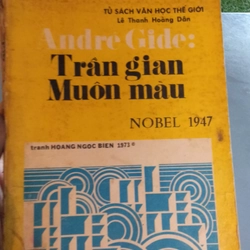 TỦ SÁCH VĂN HỌC THẾ GIỚI
Lê Thanh Hoàng Dân
André Gide:
Trần gian
Muôn màu
NOBEL 1947
tranh HOÀNG NGỌC BIÊN 1973